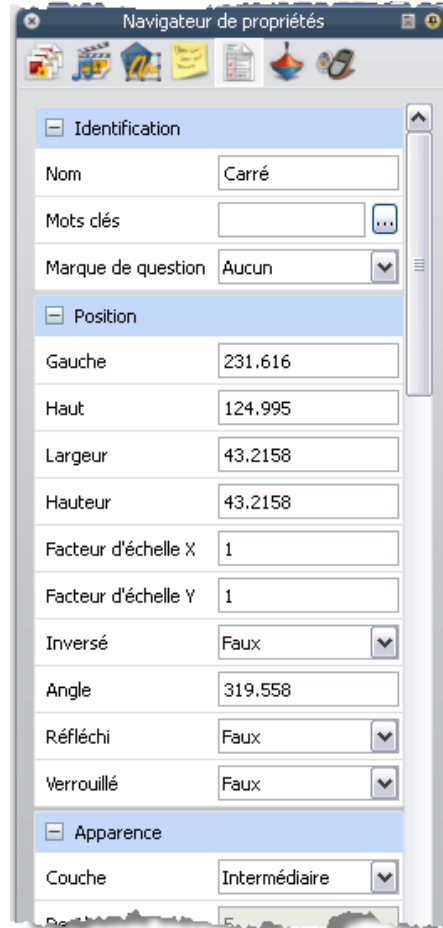 Navigateur de propriétés
Identification
Nom Carré
Mots clés ...
Marque de question Aucun
Position
Gauche 231.616
Haut 124.995
Largeur 43.2158
Hauteur 43.2158
Facteur d'échelle X 1
Facteur d'échelle Y 1
Inversé Faux
Angle 319.558
Réfléchi Faux
Verrouillé Faux
Apparence
Couche Intermédiaire